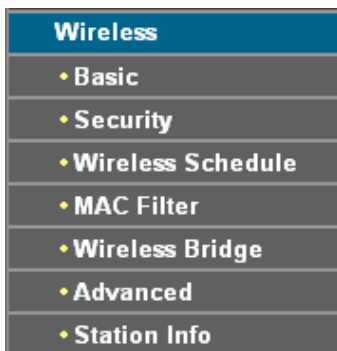 Wireless
• Basic
• Security
• Wireless Schedule
• MAC Filter
• Wireless Bridge
• Advanced
• Station Info